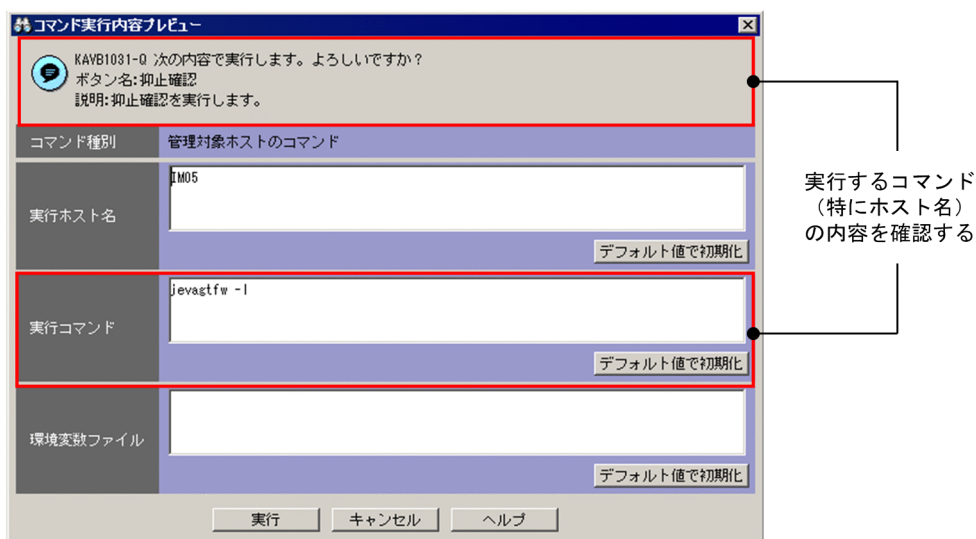 コマンド実行内容プレビュー
KAVB1031-Q 次の内容で実行します。よろしいですか？
ボタン名:抑止確認
説明:抑止確認を実行します。
コマンド種別
管理対象ホストのコマンド
実行ホスト名
IM05
デフォルト値で初期化
実行コマンド
jevagtfw -l
デフォルト値で初期化
環境変数ファイル
デフォルト値で初期化
実行
キャンセル
ヘルプ
実行するコマンド
（特にホスト名）
の内容を確認する